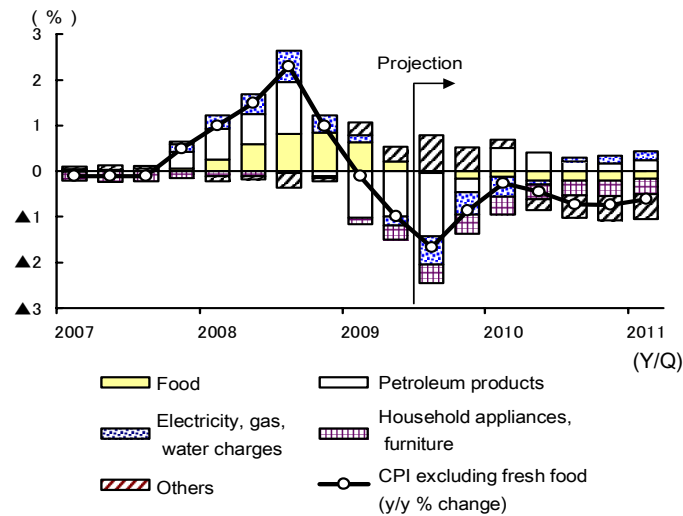 ( % )
3
2
1
0
▲1
▲2
▲3
Projection
2007 2008 2009 2010 2011
(Y/Q)
Food
Petroleum products
Electricity, gas,
water charges
Household appliances,
furniture
Others
CPI excluding fresh food
(y/y % change)